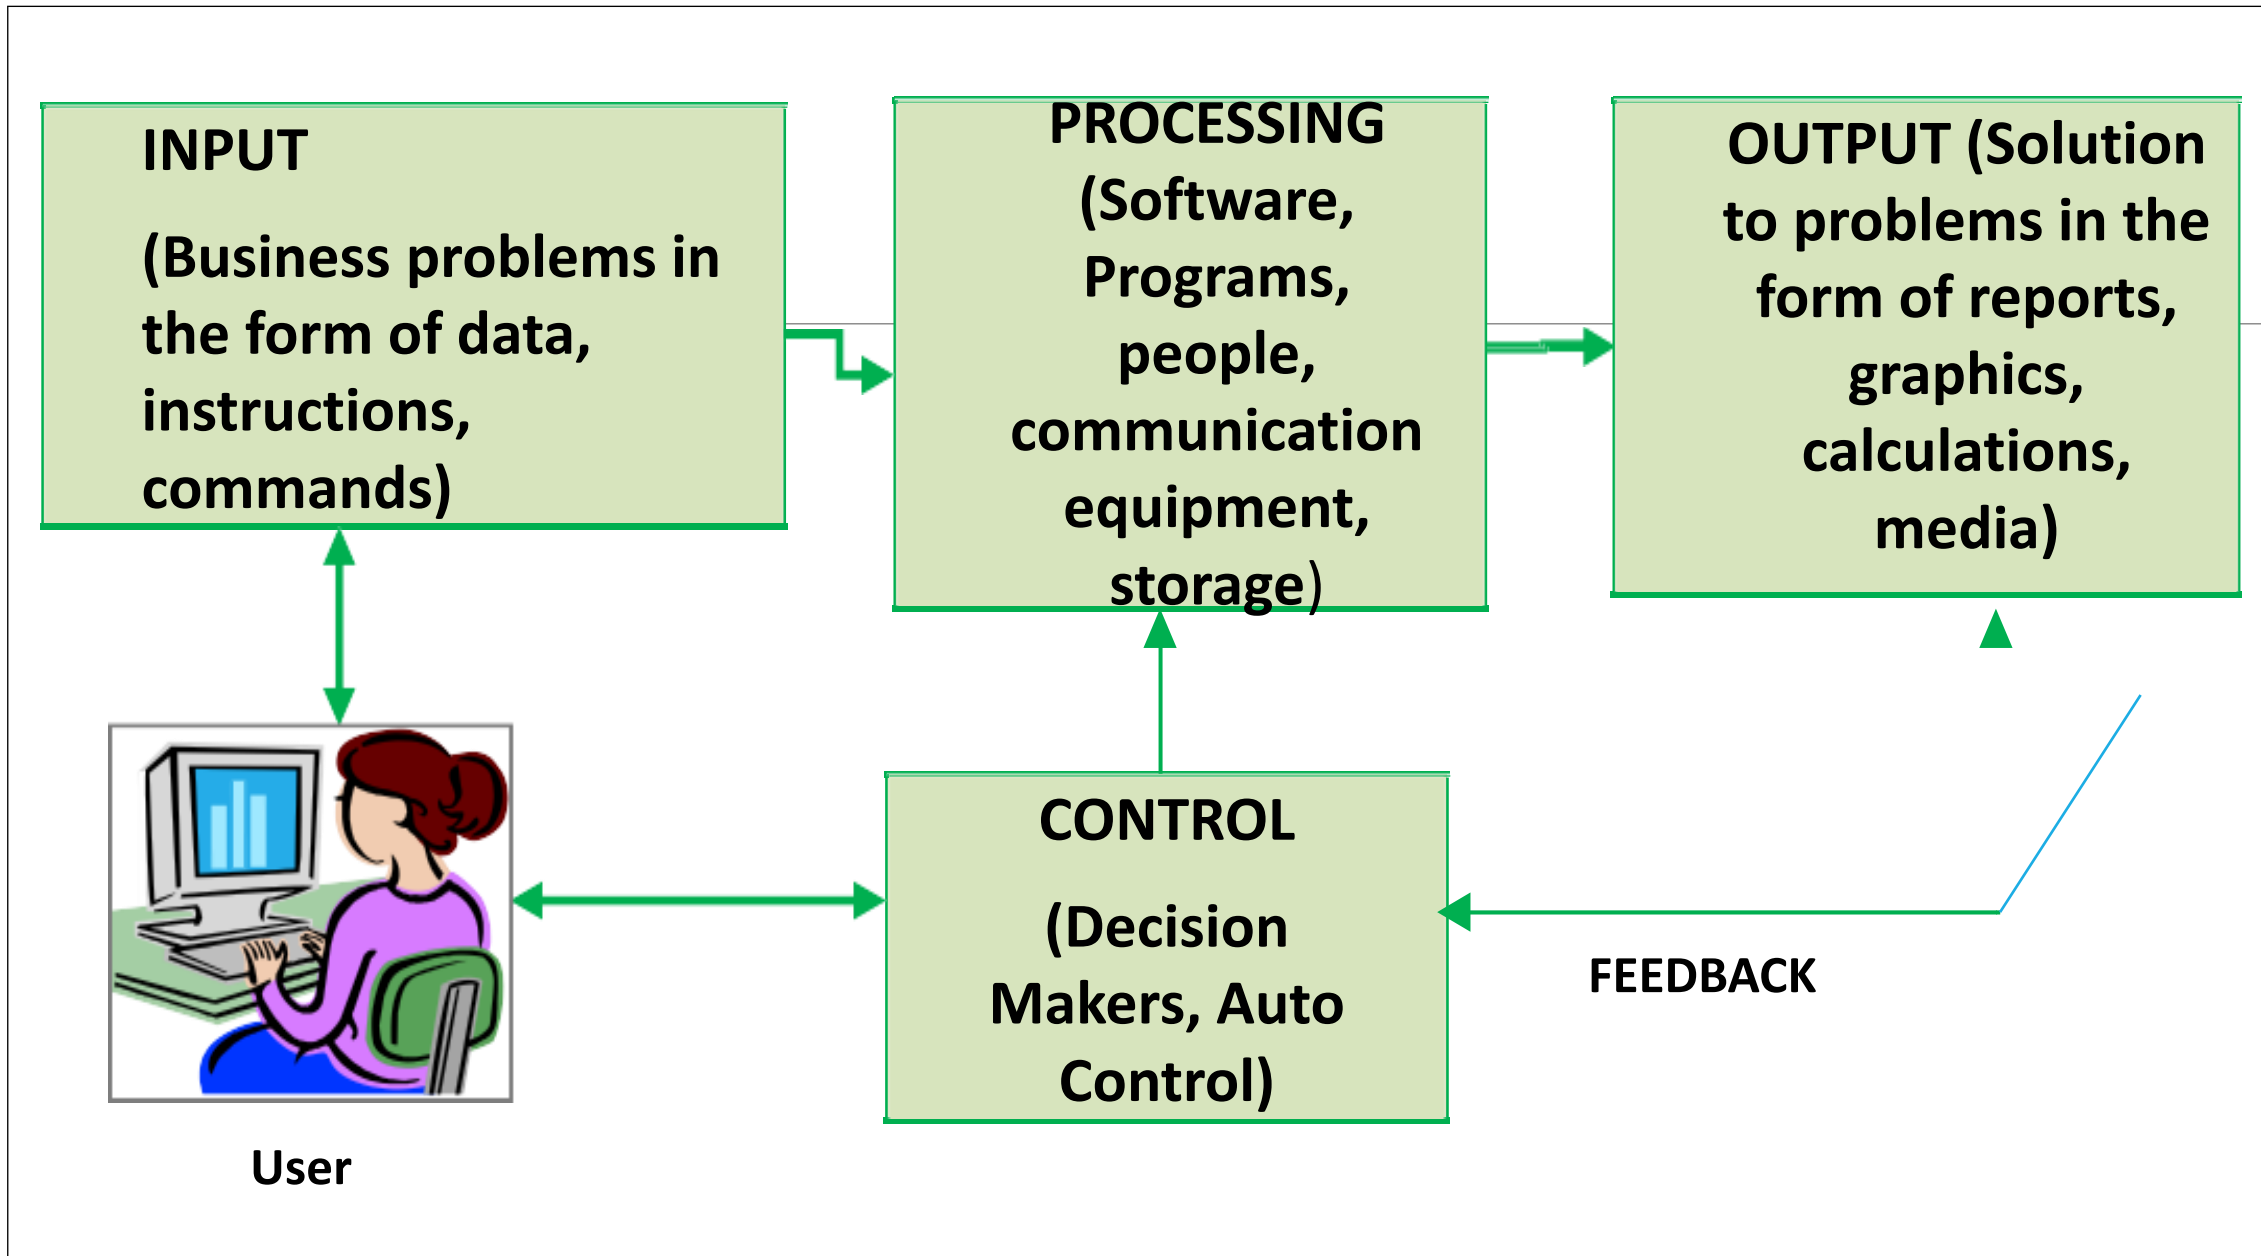 INPUT
(Business problems in
the form of data,
instructions,
commands)
PROCESSING
(Software,
Programs,
people,
communication
equipment,
storage)
OUTPUT (Solution
to problems in the
form of reports,
graphics,
calculations,
media)
User
CONTROL
(Decision
Makers, Auto
Control)
FEEDBACK